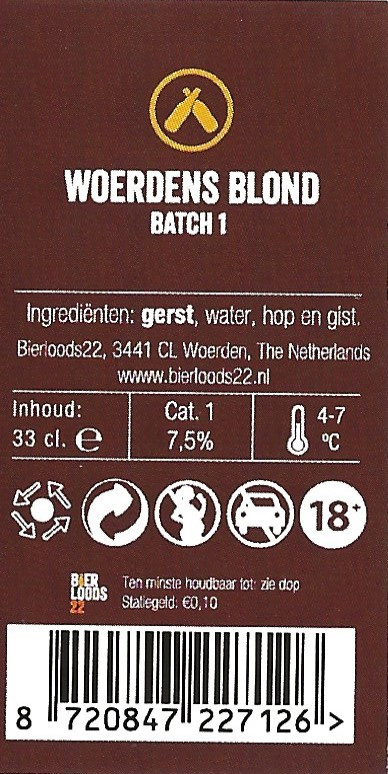 WOERDENS BLOND
BATCH 1
Ingrediënten: gerst, water, hop en gist.
Bierloods22, 3441 CL Woerden, The Netherlands
wwww.bierloods22.nl
Inhoud:
33 cl. ℮
Cat. 1
7,5%
4-7
°C
18+
BIER
LOODS
22
Ten minste houdbaar tot: zie dop
Statiegeld: €0,10
8 720847 227126 >